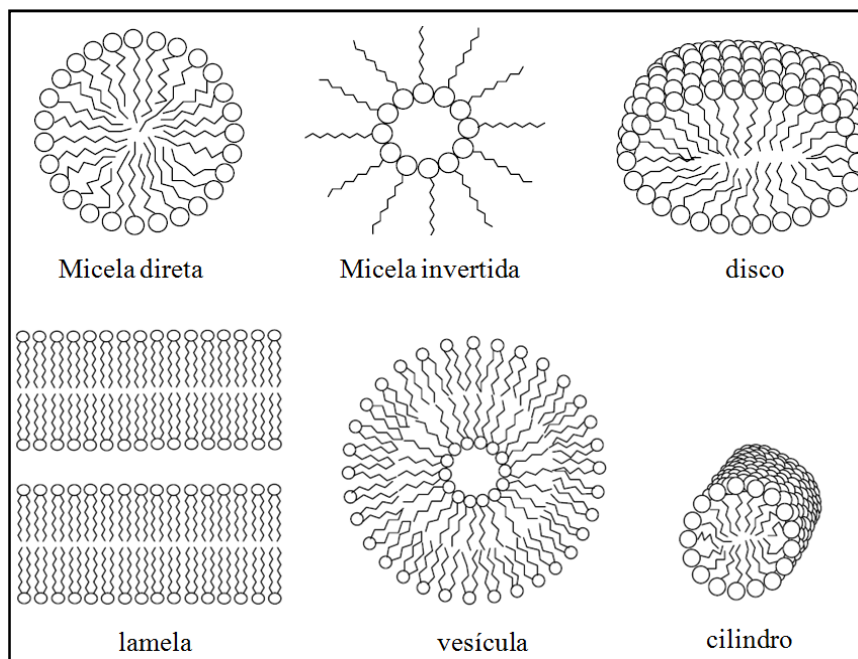 Micela direta
Micela invertida
disco
lamela
vesícula
cilindro